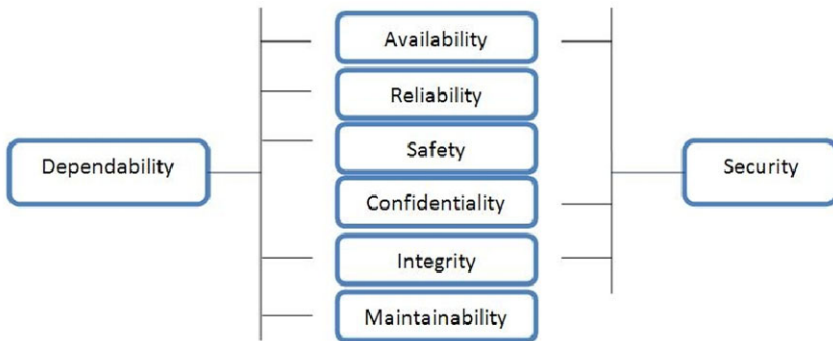 Availability
Reliability
Safety
Dependability
Security
Confidentiality
Integrity
Maintainability